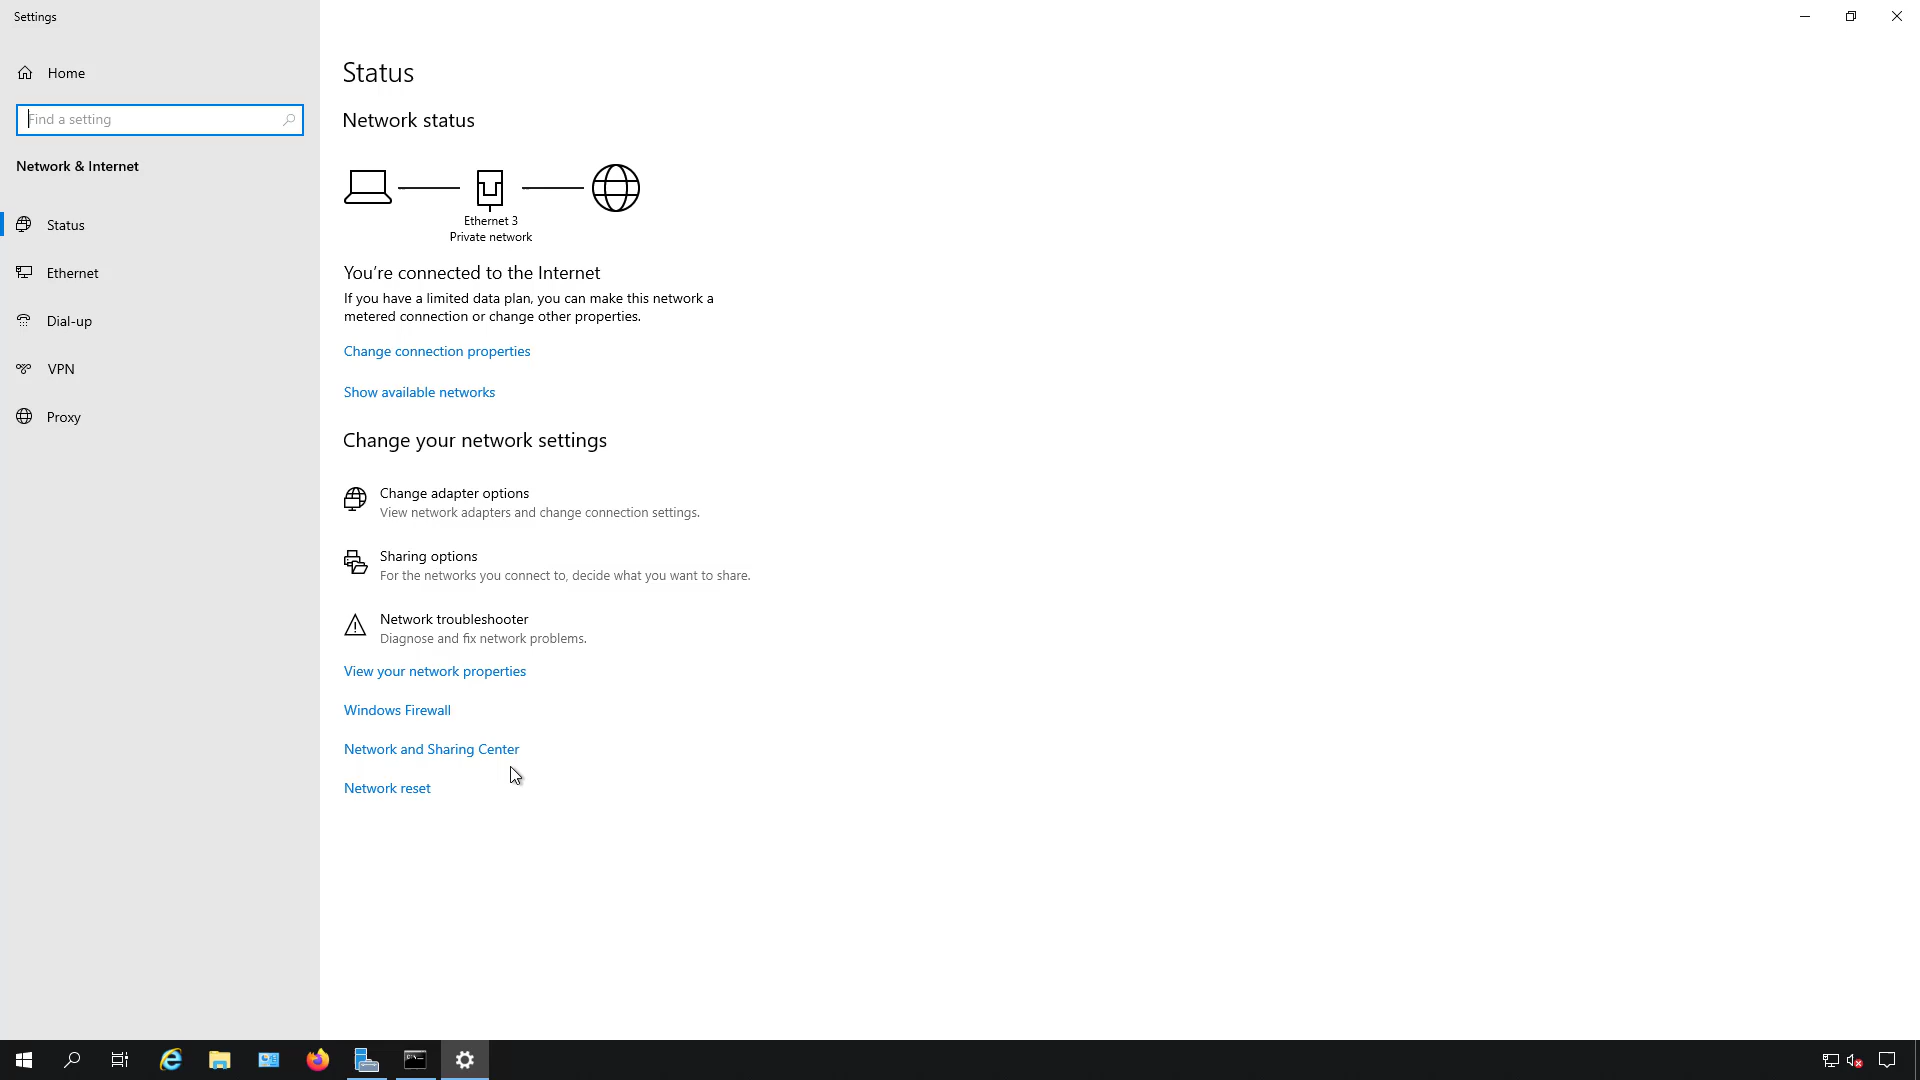 Settings
Home
Find a setting
Network & Internet
Status
Ethernet
Dial-up
VPN
Proxy
Status
Network status
Ethernet 3
Private network
You're connected to the Internet
If you have a limited data plan, you can make this network a
metered connection or change other properties.
Change connection properties
Show available networks
Change your network settings
Change adapter options
View network adapters and change connection settings.
Sharing options
For the networks you connect to, decide what you want to share.
Network troubleshooter
Diagnose and fix network problems.
View your network properties
Windows Firewall
Network and Sharing Center
Network reset